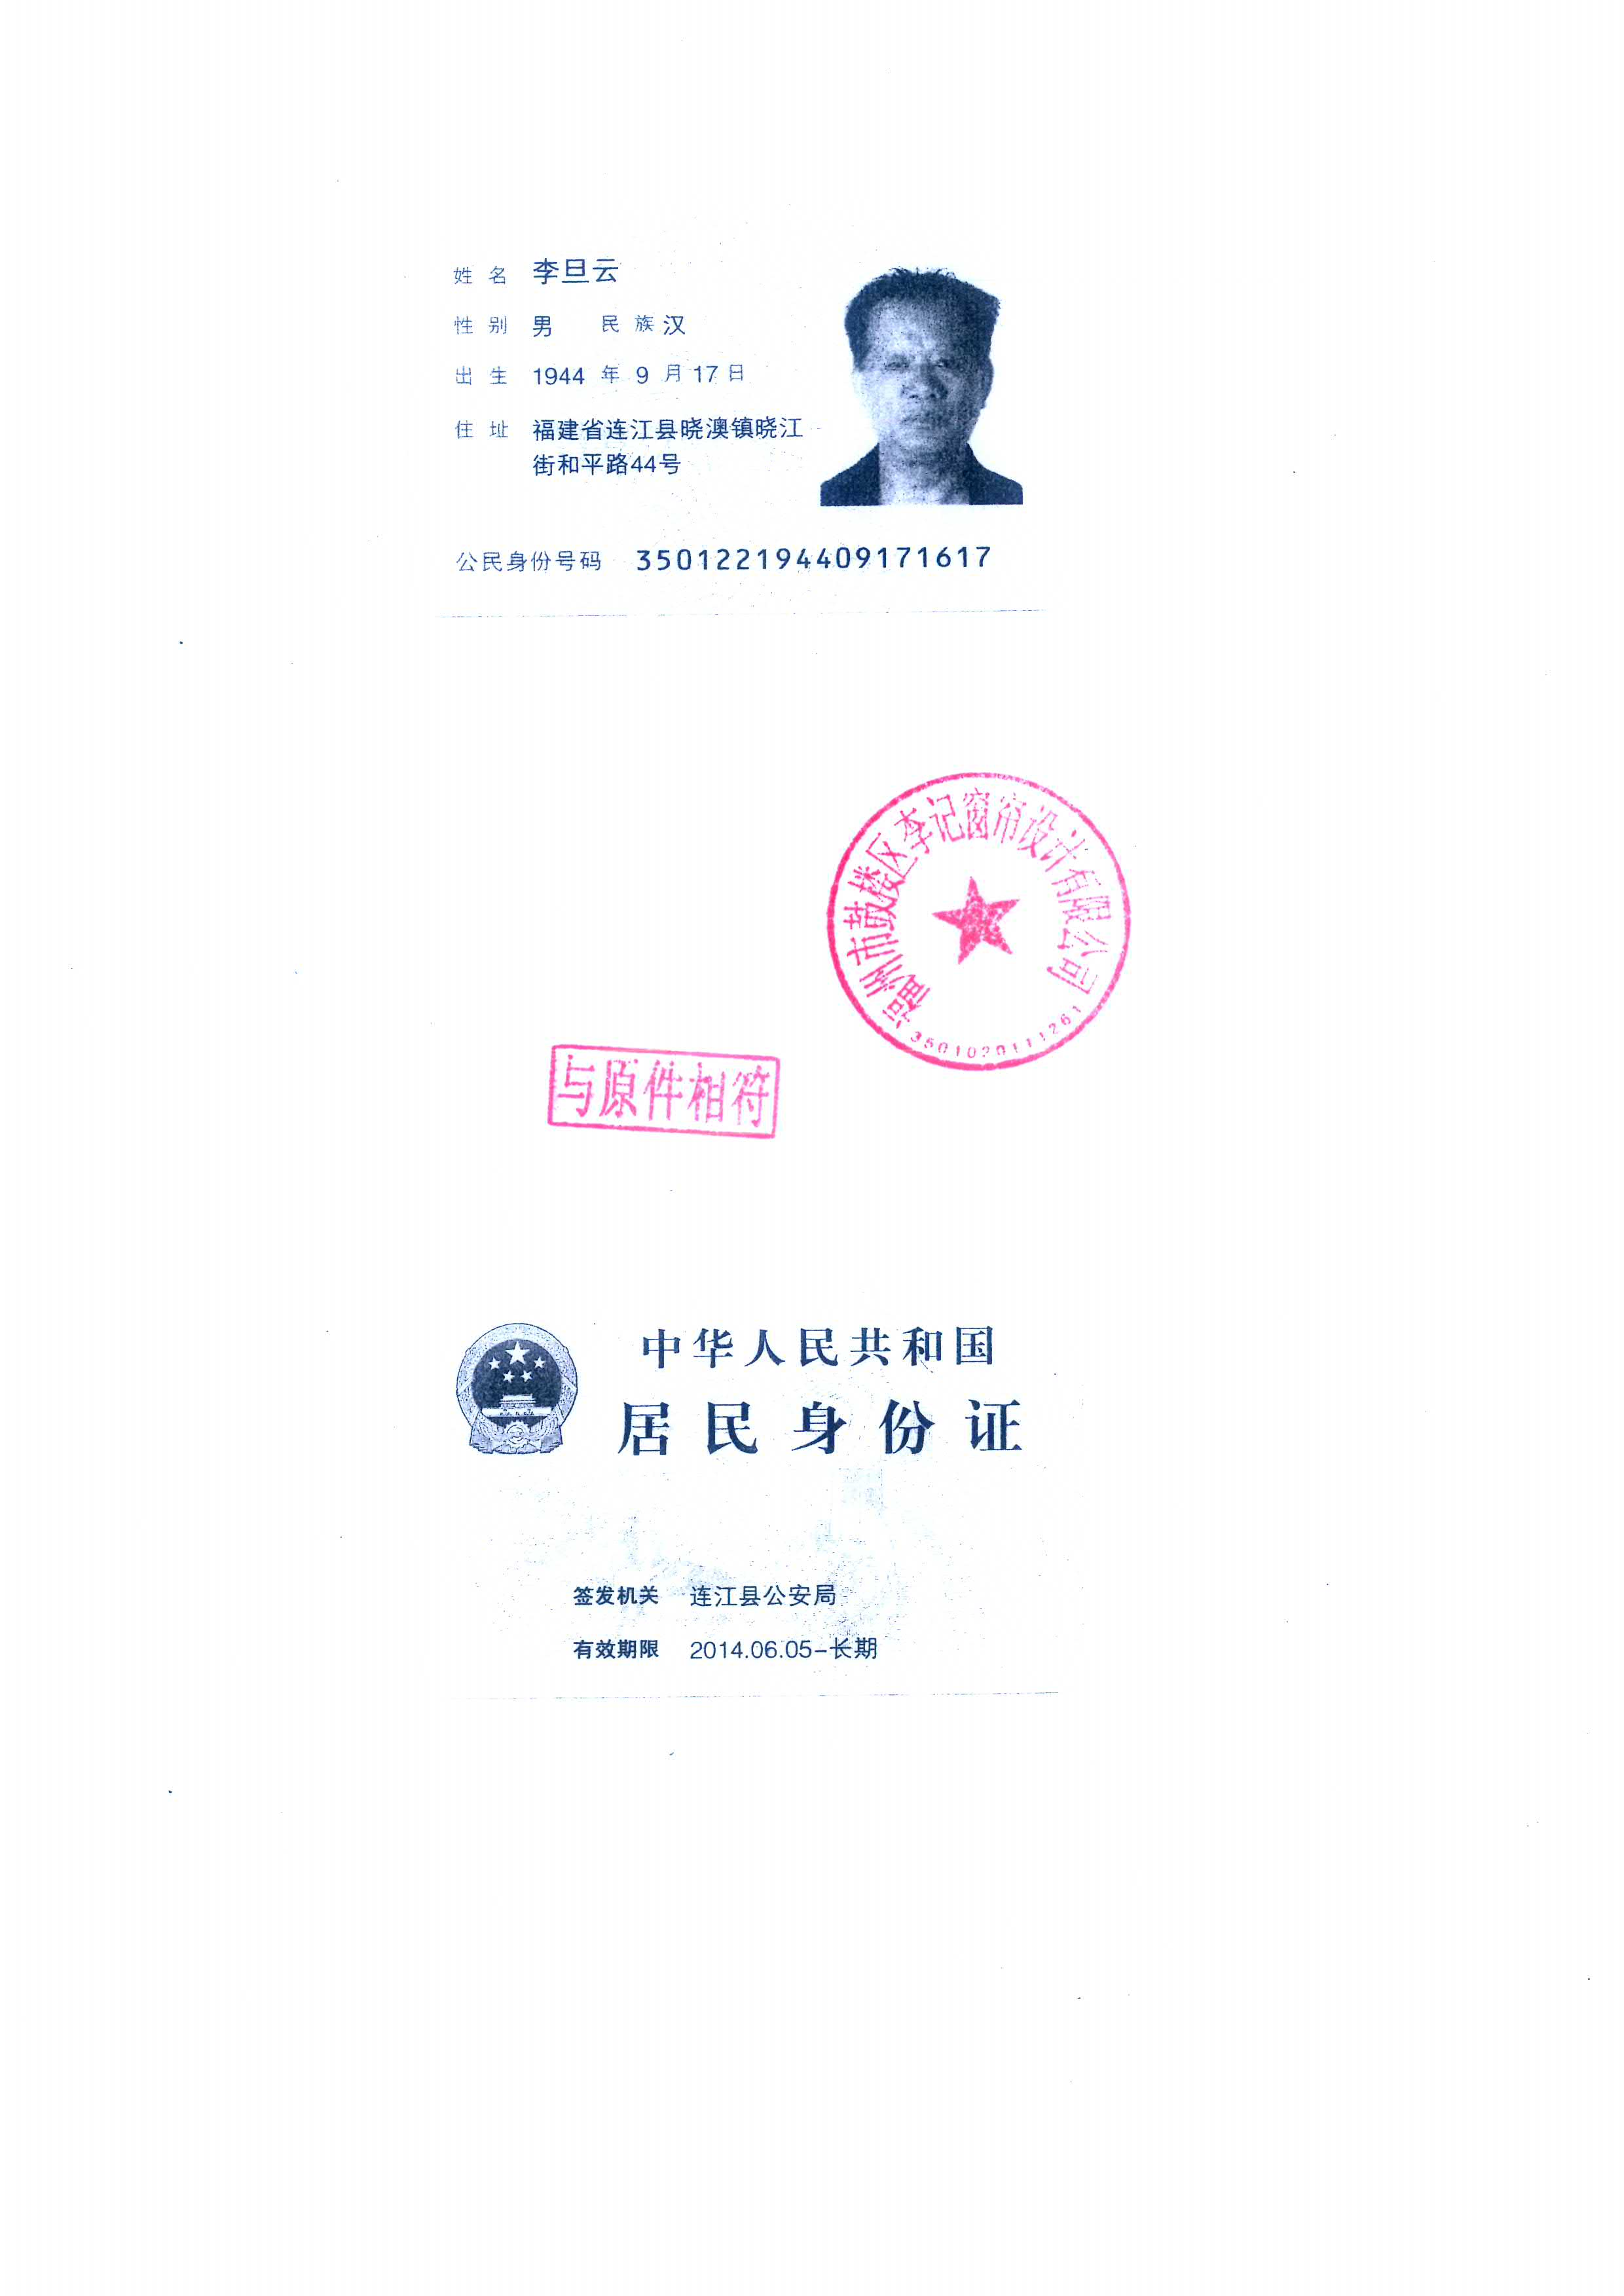 姓名 李旦云
性别 男 民族 汉
出生 1944 年 9 月 17 日
住址 福建省连江县晓澳镇晓江
街和平路44号
公民身份号码 350122194409171617
福州市鼓楼区李记窗帘设计有限公司
3501020111261
与原件相符
中华人民共和国
居民身份证
签发机关 连江县公安局
有效期限 2014.06.05-长期